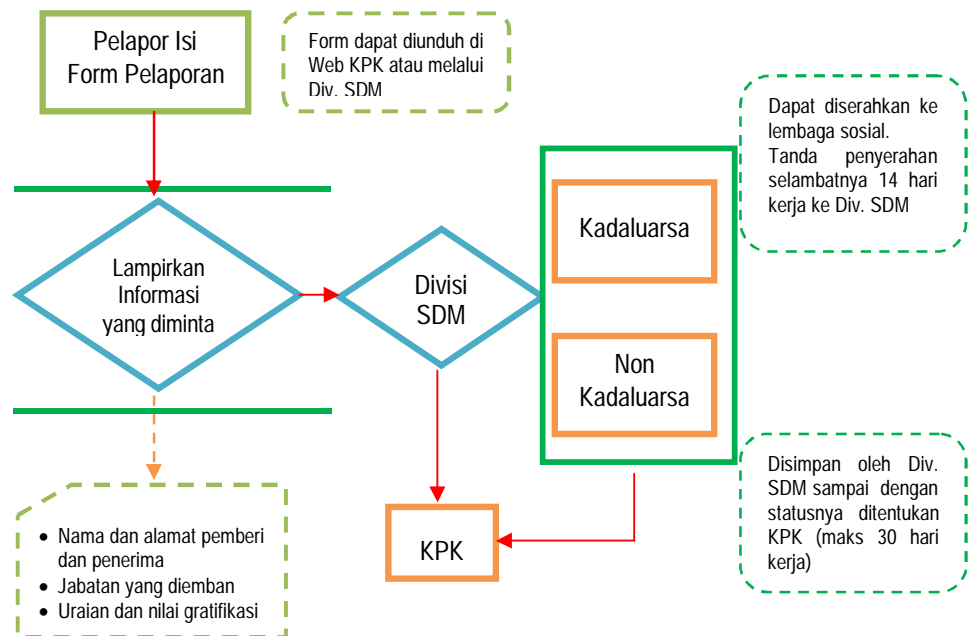 Pelapor Isi
Form Pelaporan
Form dapat diunduh di
Web KPK atau melalui
Div. SDM
Dapat diserahkan ke
lembaga sosial.
Tanda penyerahan
selambatnya 14 hari
kerja ke Div. SDM
Kadaluarsa
Lampirkan
Informasi
yang diminta
Divisi
SDM
Non
Kadaluarsa
Disimpan oleh Div.
SDM sampai dengan
statusnya ditentukan
KPK (maks 30 hari
kerja)
KPK
• Nama dan alamat pemberi
dan penerima
• Jabatan yang diemban
• Uraian dan nilai gratifikasi